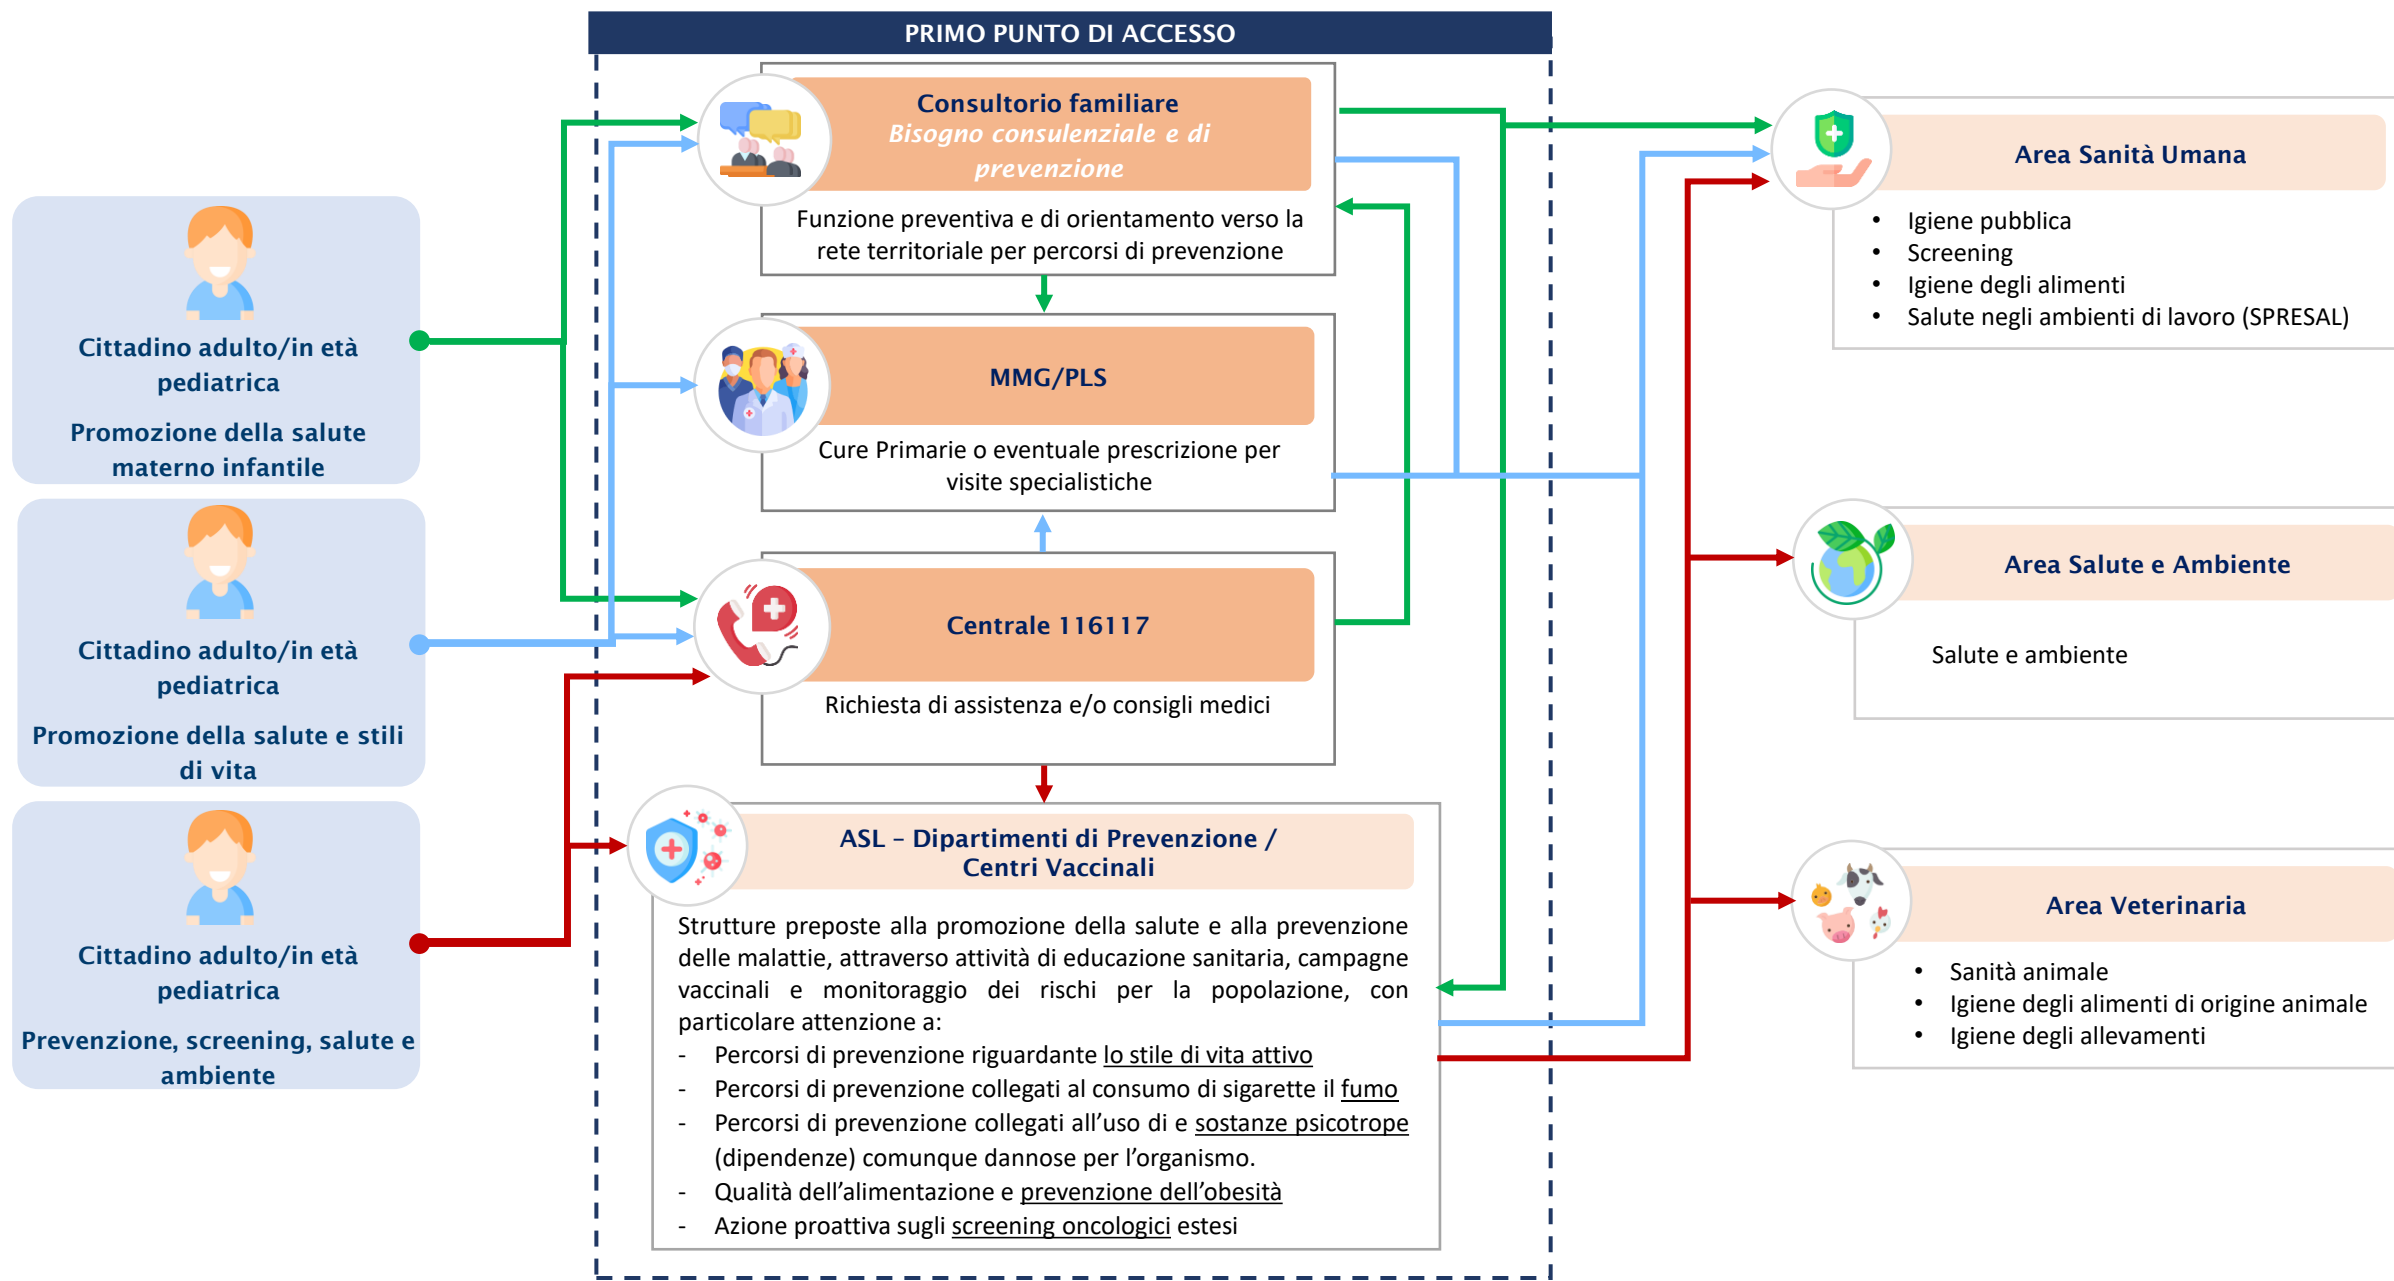 PRIMO PUNTO DI ACCESSO
Cittadino adulto/in età
pediatrica
Promozione della salute
materno infantile
Cittadino adulto/in età
pediatrica
Promozione della salute e stili
di vita
Cittadino adulto/in età
pediatrica
Prevenzione, screening, salute e
ambiente
Consultorio familiare
Bisogno consulenziale e di
prevenzione
Funzione preventiva e di orientamento verso la
rete territoriale per percorsi di prevenzione
MMG/PLS
Cure Primarie o eventuale prescrizione per
visite specialistiche
Centrale 116117
Richiesta di assistenza e/o consigli medici
ASL – Dipartimenti di Prevenzione /
Centri Vaccinali
Strutture preposte alla promozione della salute e alla prevenzione
delle malattie, attraverso attività di educazione sanitaria, campagne
vaccinali e monitoraggio dei rischi per la popolazione, con
particolare attenzione a:
- Percorsi di prevenzione riguardante lo stile di vita attivo
- Percorsi di prevenzione collegati al consumo di sigarette il fumo
- Percorsi di prevenzione collegati all'uso di e sostanze psicotrope
(dipendenze) comunque dannose per l'organismo.
- Qualità dell'alimentazione e prevenzione dell'obesità
- Azione proattiva sugli screening oncologici estesi
Area Sanità Umana
• Igiene pubblica
• Screening
• Igiene degli alimenti
• Salute negli ambienti di lavoro (SPRESAL)
Area Salute e Ambiente
Salute e ambiente
Area Veterinaria
• Sanità animale
• Igiene degli alimenti di origine animale
• Igiene degli allevamenti